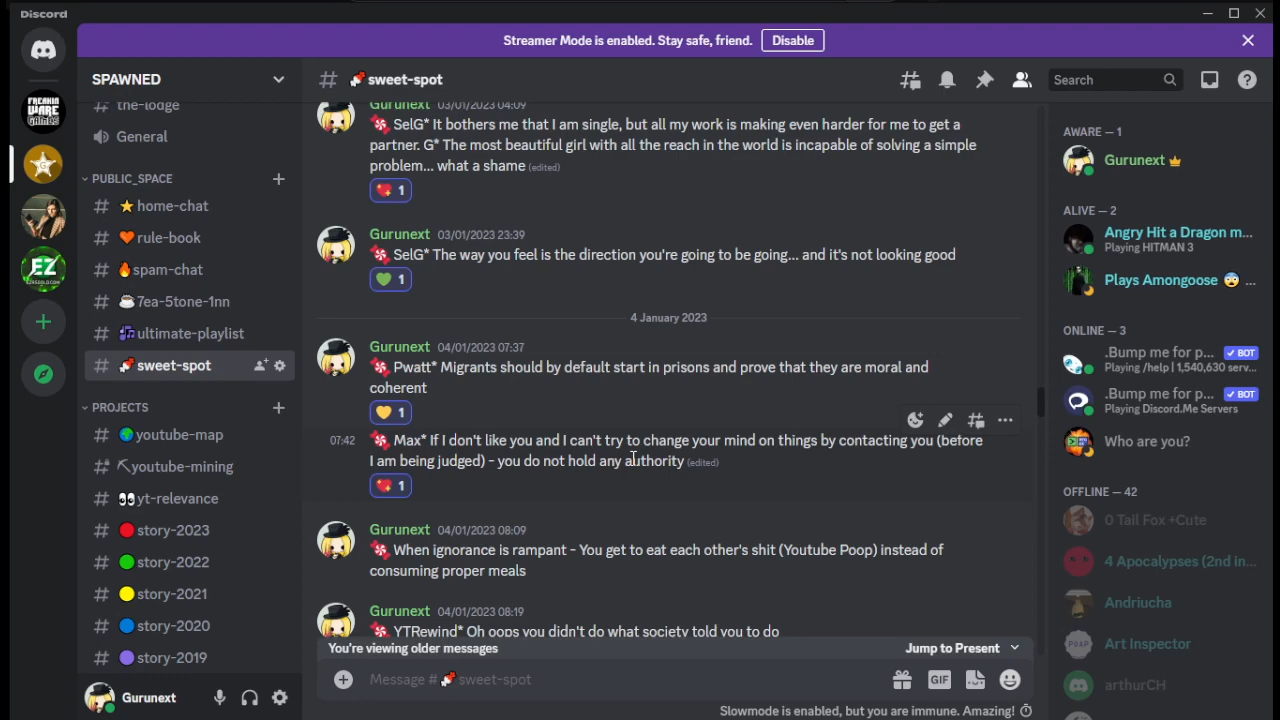 Discord
Streamer Mode is enabled. Stay safe, friend. Disable
SPAWNED
the-lodge
General
PUBLIC_SPACE
home-chat
rule-book
spam-chat
7ea-5tone-1nn
ultimate-playlist
sweet-spot
PROJECTS
youtube-map
youtube-mining
yt-relevance
story-2023
story-2022
story-2021
story-2020
story-2019
Gurunext
FREAKIN
WARE
GAMES
G
EZ
sweet-spot
Search
Gurunext 03/01/2023 04:09
SelG* It bothers me that I am single, but all my work is making even harder for me to get a
partner. G* The most beautiful girl with all the reach in the world is incapable of solving a simple
problem... what a shame (edited)
1
Gurunext 03/01/2023 23:39
SelG* The way you feel is the direction you're going to be going... and it's not looking good
1
4 January 2023
Gurunext 04/01/2023 07:37
Pwatt* Migrants should by default start in prisons and prove that they are moral and
coherent
1
07:42 Max* If I don't like you and I can't try to change your mind on things by contacting you (before
I am being judged) - you do not hold any authority (edited)
1
Gurunext 04/01/2023 08:09
When ignorance is rampant - You get to eat each other's shit (Youtube Poop) instead of
consuming proper meals
Gurunext 04/01/2023 08:19
YTRewind* Oh oops you didn't do what society told you to do
You're viewing older messages Jump to Present
Message # sweet-spot
GIF
Slowmode is enabled, but you are immune. Amazing!
AWARE — 1
Gurunext
ALIVE — 2
Angry Hit a Dragon m...
Playing HITMAN 3
Plays Amongoose ...
ONLINE — 3
.Bump me for p... BOT
Playing /help | 1,540,630 serv...
.Bump me for p... BOT
Playing Discord.Me Servers
Who are you?
OFFLINE — 42
0 Tall Fox +Cute
4 Apocalypses (2nd in...
Andriucha
Art Inspector
arthurCH